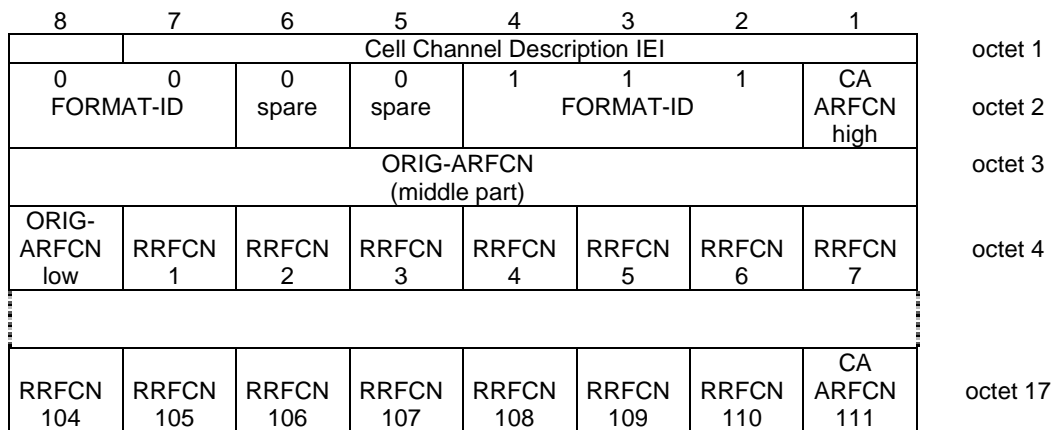 8 7 6 5 4 3 2 1
Cell Channel Description IEI octet 1
0 0 0 0 1 1 1 CA
FORMAT-ID spare spare FORMAT-ID ARFCN octet 2
high
ORIG-ARFCN octet 3
(middle part)
ORIG-
ARFCN RRFCN RRFCN RRFCN RRFCN RRFCN RRFCN RRFCN octet 4
low 1 2 3 4 5 6 7
CA
RRFCN RRFCN RRFCN RRFCN RRFCN RRFCN RRFCN ARFCN octet 17
104 105 106 107 108 109 110 111